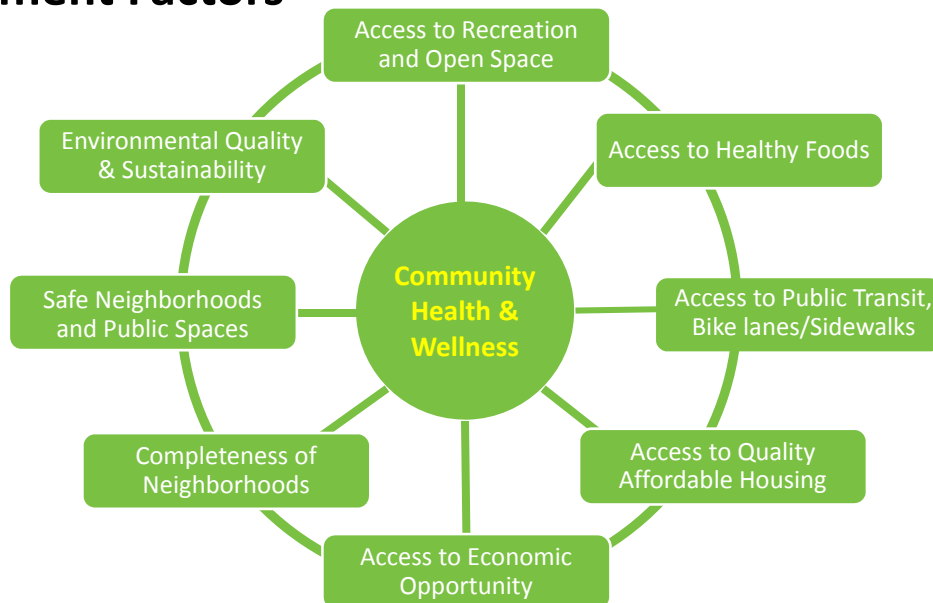 Access to Recreation
and Open Space
Environmental Quality
& Sustainability
Access to Healthy Foods
Community
Health &
Wellness
Safe Neighborhoods
and Public Spaces
Access to Public Transit,
Bike lanes/Sidewalks
Completeness of
Neighborhoods
Access to Quality
Affordable Housing
Access to Economic
Opportunity